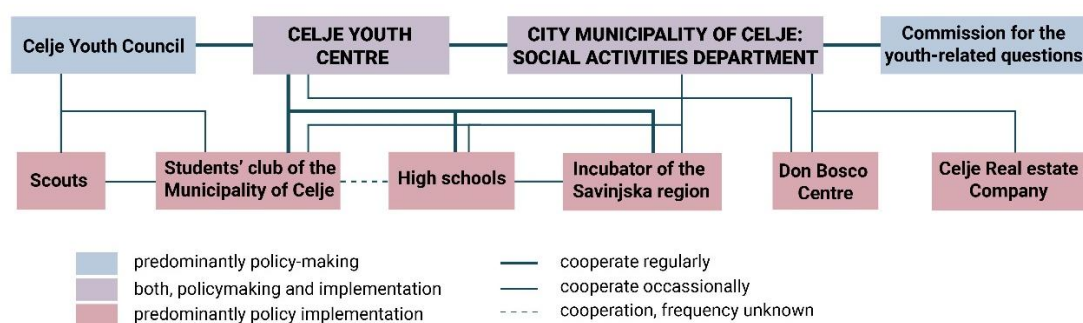 Celje Youth Council
CELJE YOUTH
CENTRE
CITY MUNICIPALITY OF CELJE:
SOCIAL ACTIVITIES DEPARTMENT
Commission for the
youth-related questions
Scouts
Students' club of the
Municipality of Celje
High schools
Incubator of the
Savinjska region
Don Bosco
Centre
Celje Real estate
Company
predominantly policy-making
both, policymaking and implementation
predominantly policy implementation
cooperate regularly
cooperate occassionally
cooperation, frequency unknown